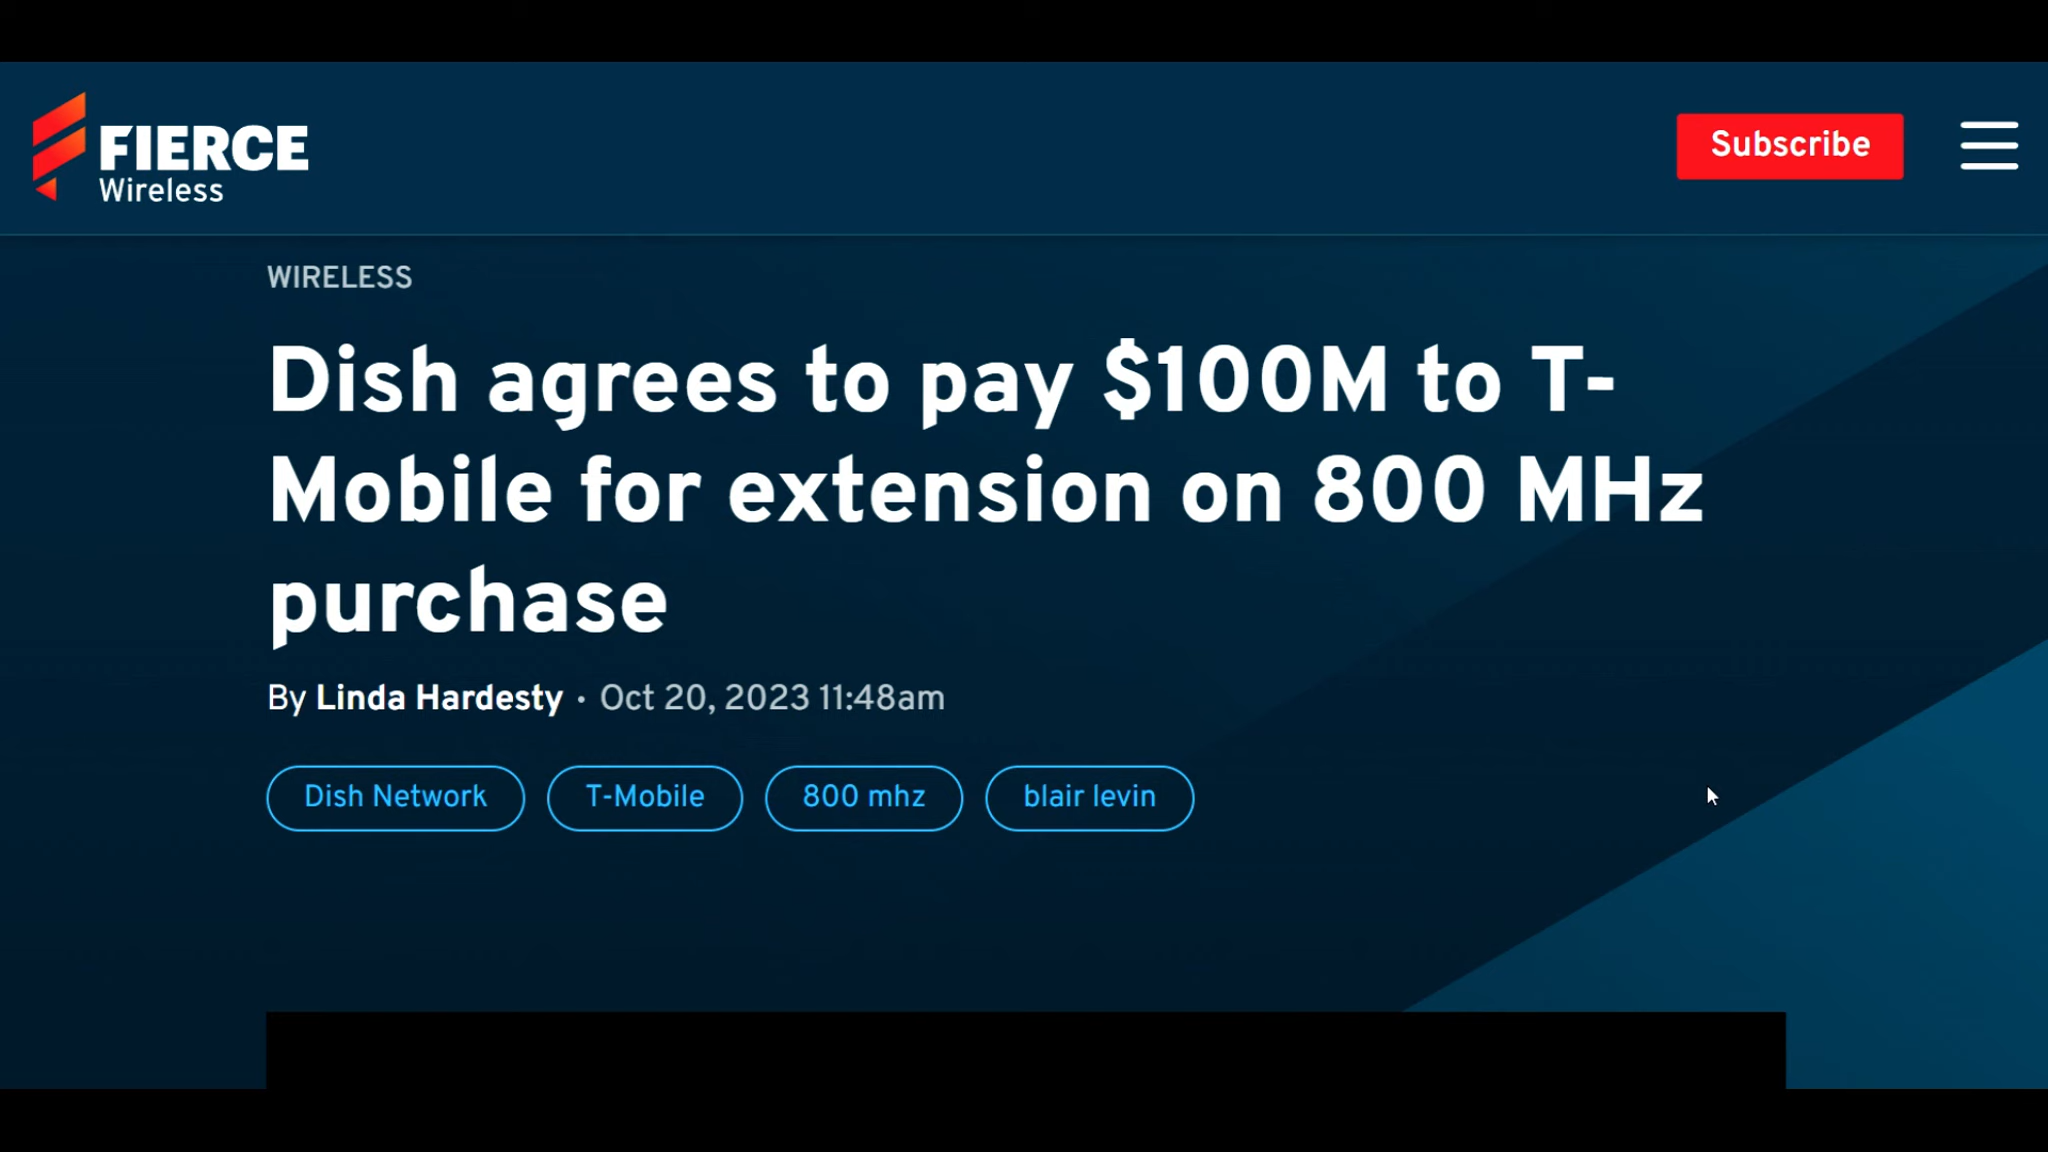 FIERCE
Wireless
Subscribe
WIRELESS
Dish agrees to pay $100M to T-
Mobile for extension on 800 MHz
purchase
By Linda Hardesty · Oct 20, 2023 11:48am
Dish Network T-Mobile 800 mhz blair levin